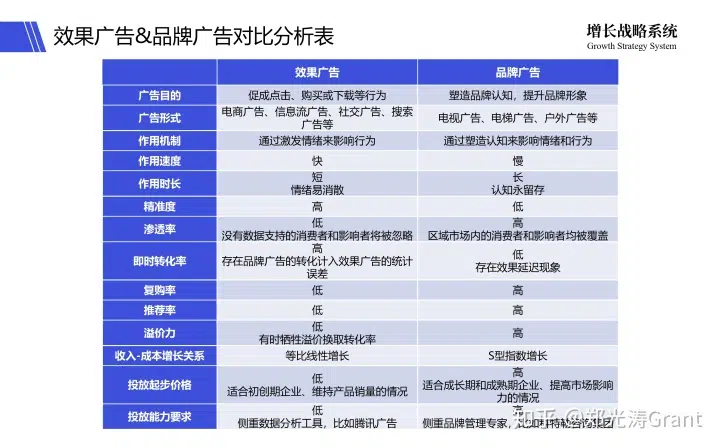 效果广告&品牌广告对比分析表
增长战略系统
Growth Strategy System
效果广告 品牌广告
广告目的 促成点击、购买或下载等行为 塑造品牌认知，提升品牌形象
广告形式 电商广告、信息流广告、社交广告、搜索广告等 电视广告、电梯广告、户外广告等
作用机制 通过激发情绪来影响行为 通过塑造认知来影响情绪和行为
作用速度 快 慢
作用时长 短 长
情绪易消散 认知永留存
精准度 高 低
渗透率 低 高
没有数据支持的消费者和影响者将被忽略 区域市场内的消费者和影响者均被覆盖
即时转化率 高 低
存在品牌广告的转化计入效果广告的统计误差 存在效果延迟现象
复购率 低 高
推荐率 低 高
溢价力 低 高
有时牺牲溢价换取转化率
收入-成本增长关系 等比线性增长 S型指数增长
投放起步价格 低 高
适合初创期企业、维持产品销量的情况 适合成长期和成熟期企业、提高市场影响力的情况
投放能力要求 低 高
侧重数据分析工具，比如腾讯广告 侧重品牌管理专家，
知乎 @郑光涛Grant